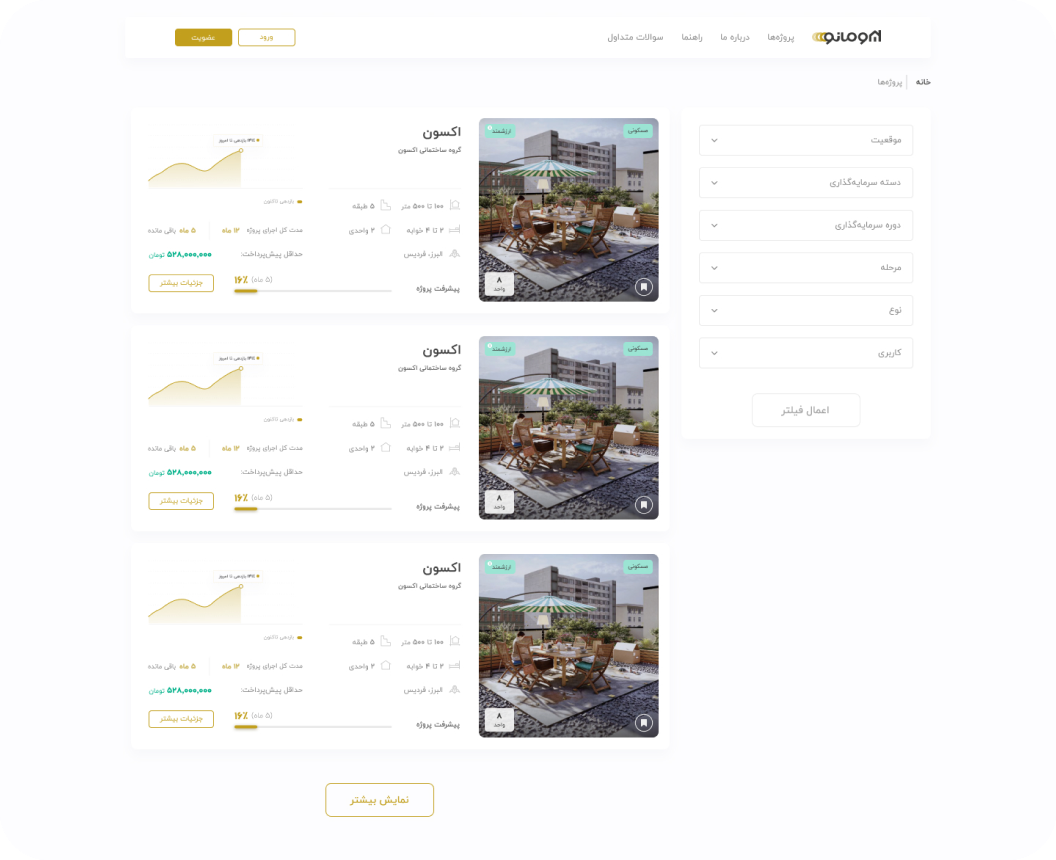 پروژه‌ها
درباره ما
راهنما
سوالات متداول
ورود
عضویت
خانه
پروژه‌ها
موقعیت
دسته سرمایه‌گذاری
دوره سرمایه‌گذاری
مرحله
نوع
کاربری
اعمال فیلتر
مسکونی
ارزشمند
۸
واحد
اکسون
گروه ساختمانی اکسون
۱۰۰ تا ۵۰۰ متر
۵ طبقه
۲ تا ۴ خوابه
۲ واحدی
البرز، فردیس
بازدهی تا امروز
بازدهی تاکنون
مدت کل اجرای پروژه ۱۲ ماه
۵ ماه باقی مانده
حداقل پیش‌پرداخت:
۵۲۸,۰۰۰,۰۰۰ تومان
پیشرفت پروژه
۱۶٪ (۵ ماه)
جزئیات بیشتر
مسکونی
ارزشمند
۸
واحد
اکسون
گروه ساختمانی اکسون
۱۰۰ تا ۵۰۰ متر
۵ طبقه
۲ تا ۴ خوابه
۲ واحدی
البرز، فردیس
بازدهی تا امروز
بازدهی تاکنون
مدت کل اجرای پروژه ۱۲ ماه
۵ ماه باقی مانده
حداقل پیش‌پرداخت:
۵۲۸,۰۰۰,۰۰۰ تومان
پیشرفت پروژه
۱۶٪ (۵ ماه)
جزئیات بیشتر
مسکونی
ارزشمند
۸
واحد
اکسون
گروه ساختمانی اکسون
۱۰۰ تا ۵۰۰ متر
۵ طبقه
۲ تا ۴ خوابه
۲ واحدی
البرز، فردیس
بازدهی تا امروز
بازدهی تاکنون
مدت کل اجرای پروژه ۱۲ ماه
۵ ماه باقی مانده
حداقل پیش‌پرداخت:
۵۲۸,۰۰۰,۰۰۰ تومان
پیشرفت پروژه
۱۶٪ (۵ ماه)
جزئیات بیشتر
نمایش بیشتر